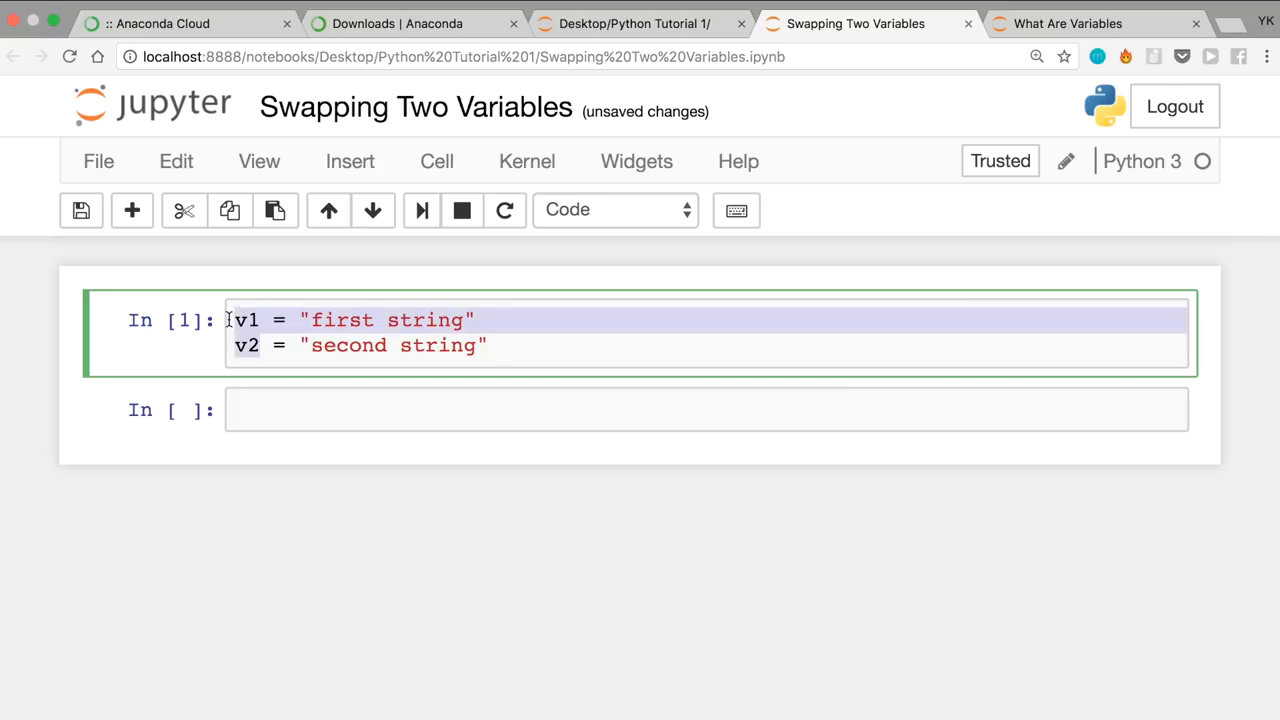 :: Anaconda Cloud
Downloads | Anaconda
Desktop/Python Tutorial 1/
Swapping Two Variables
What Are Variables
YK
localhost:8888/notebooks/Desktop/Python%20Tutorial%201/Swapping%20Two%20Variables.ipynb
jupyter
Swapping Two Variables (unsaved changes)
Logout
File Edit View Insert Cell Kernel Widgets Help
Trusted
Python 3
Code
In [1]: v1 = "first string"
v2 = "second string"
In [ ]: